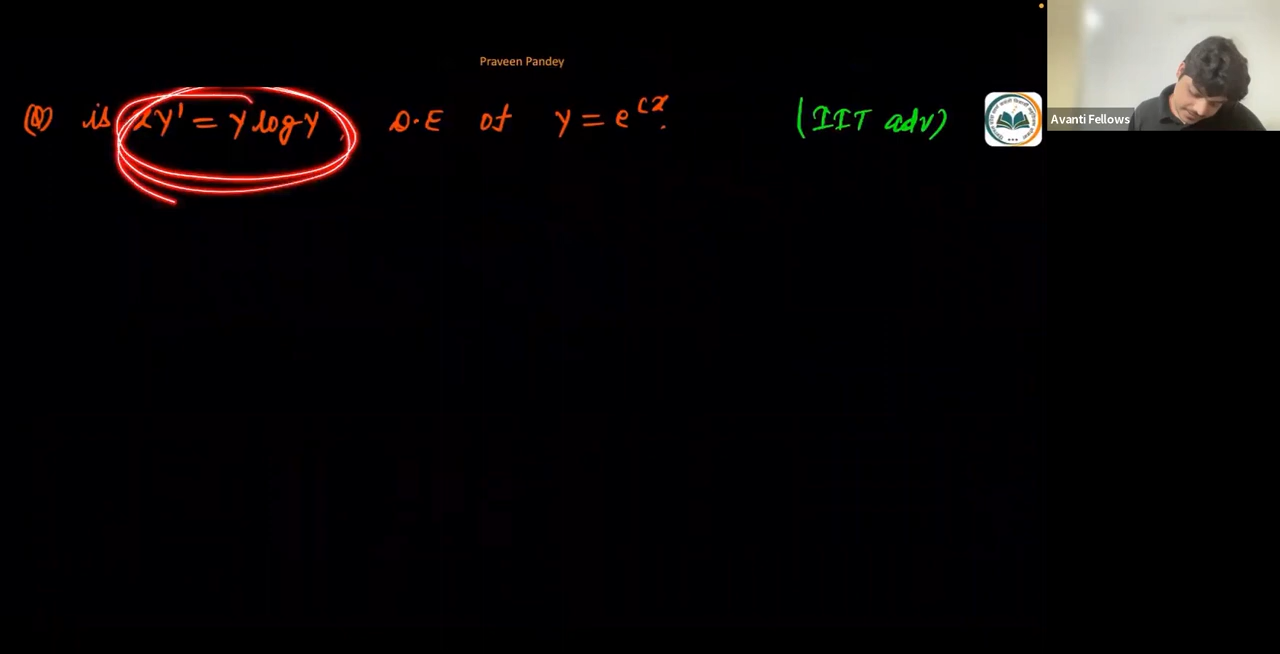 Praveen Pandey
(Q) is xy' = y log y, D.E of y = e^{cx}. (IIT adv)
Avanti Fellows